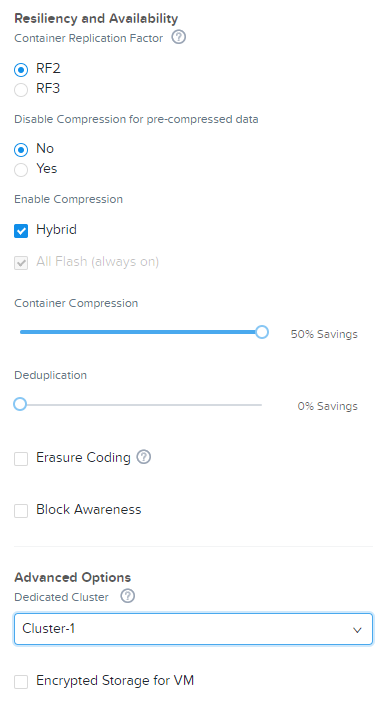 Resiliency and Availability
Container Replication Factor ?
RF2
RF3
Disable Compression for pre-compressed data
No
Yes
Enable Compression
Hybrid
All Flash (always on)
Container Compression
50% Savings
Deduplication
0% Savings
Erasure Coding ?
Block Awareness
Advanced Options
Dedicated Cluster ?
Cluster-1
Encrypted Storage for VM